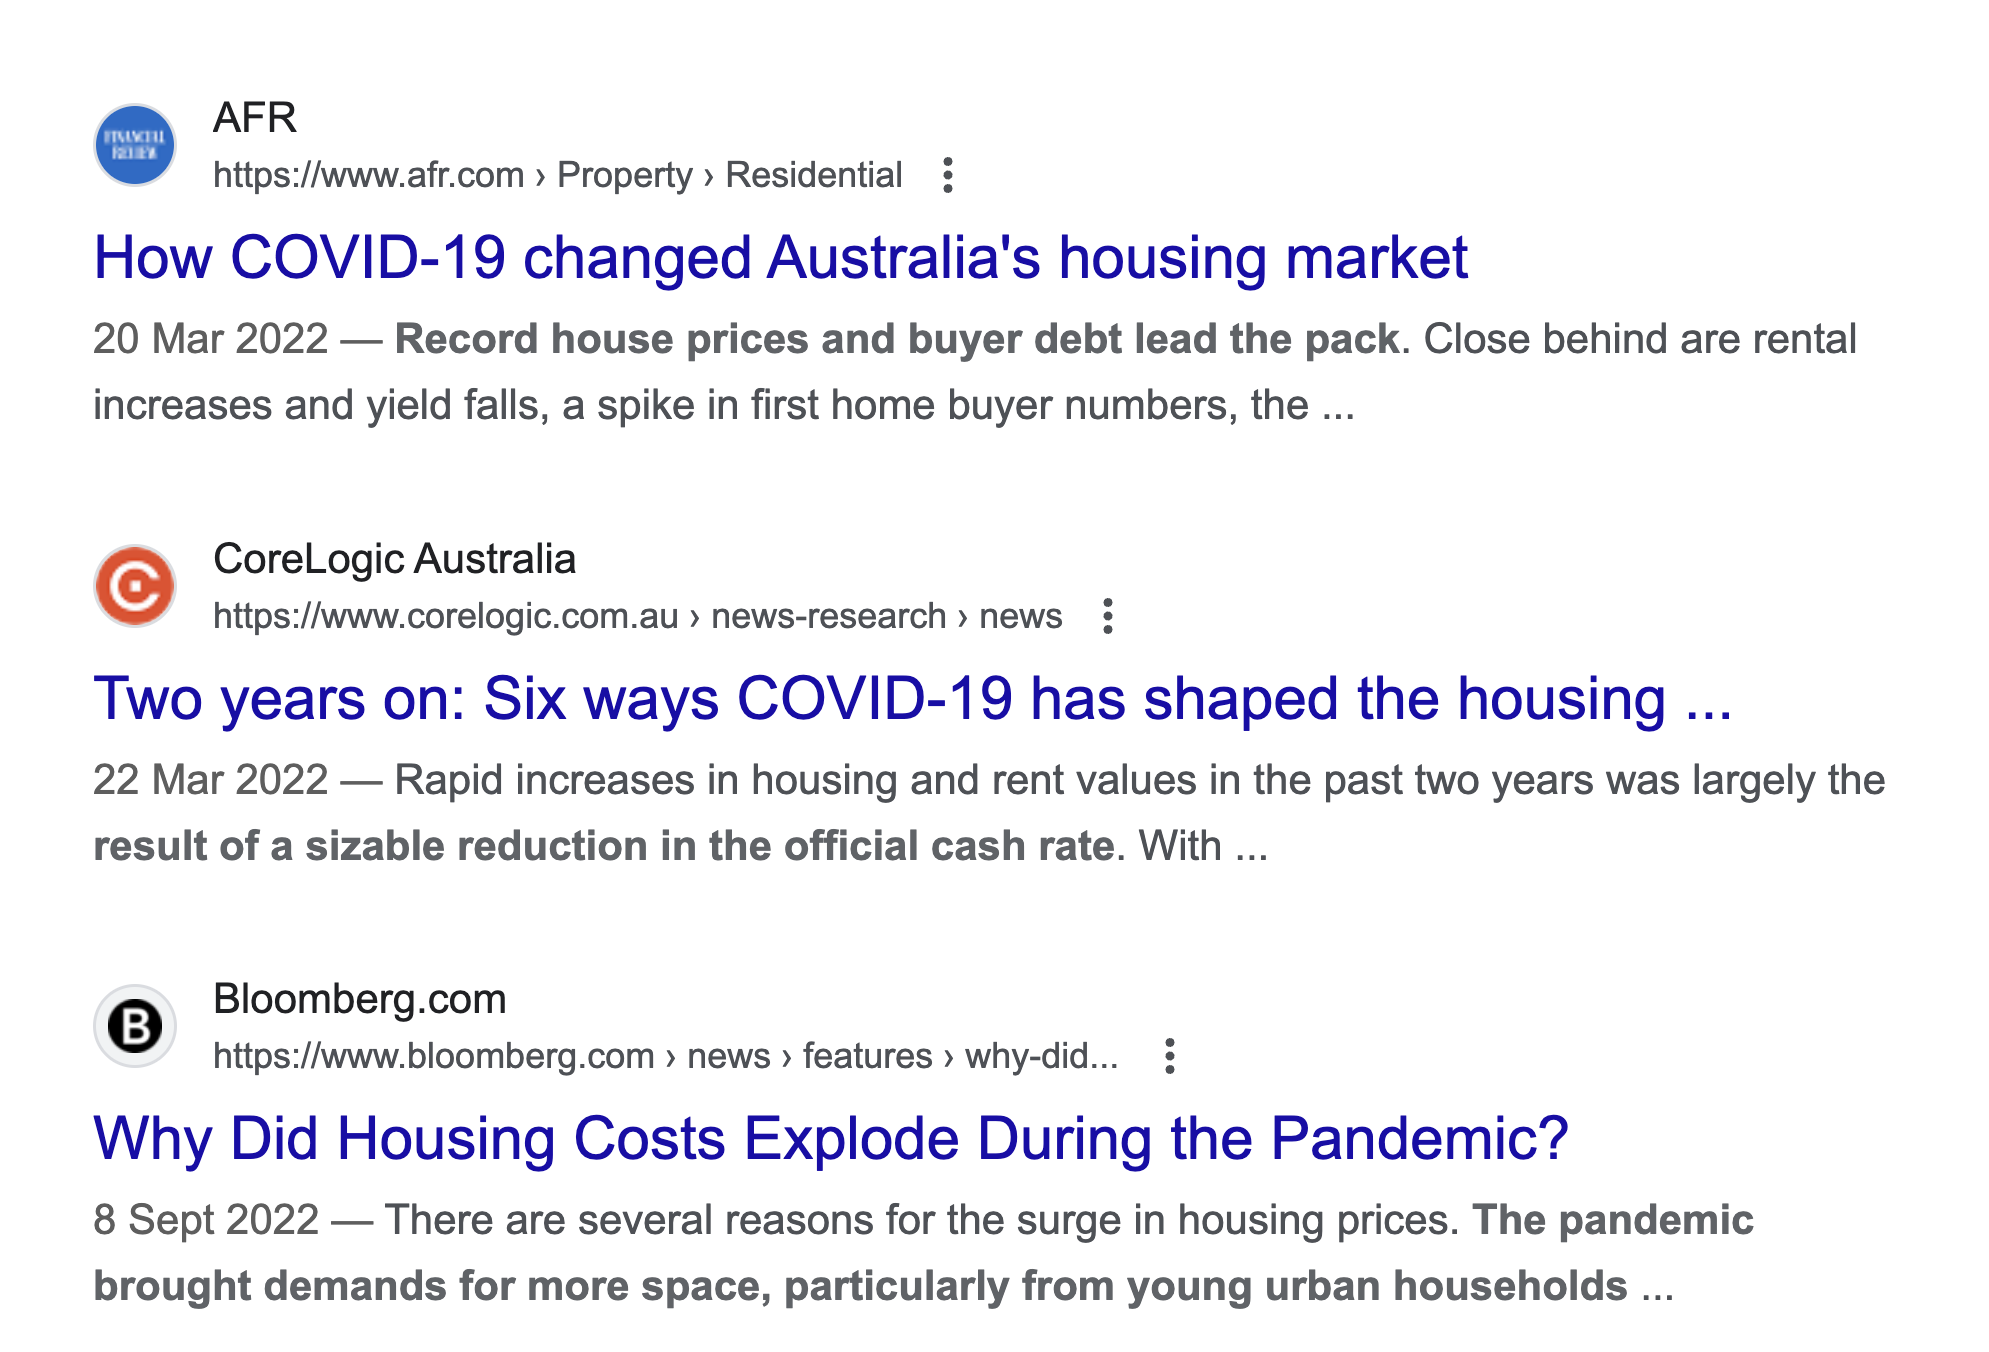 AFR
FINANCIAL
REVIEW
https://www.afr.com › Property › Residential
How COVID-19 changed Australia's housing market
20 Mar 2022 — Record house prices and buyer debt lead the pack. Close behind are rental
increases and yield falls, a spike in first home buyer numbers, the ...
CoreLogic Australia
https://www.corelogic.com.au › news-research › news
Two years on: Six ways COVID-19 has shaped the housing ...
22 Mar 2022 — Rapid increases in housing and rent values in the past two years was largely the
result of a sizable reduction in the official cash rate. With ...
Bloomberg.com
B
https://www.bloomberg.com › news › features › why-did...
Why Did Housing Costs Explode During the Pandemic?
8 Sept 2022 — There are several reasons for the surge in housing prices. The pandemic
brought demands for more space, particularly from young urban households ...